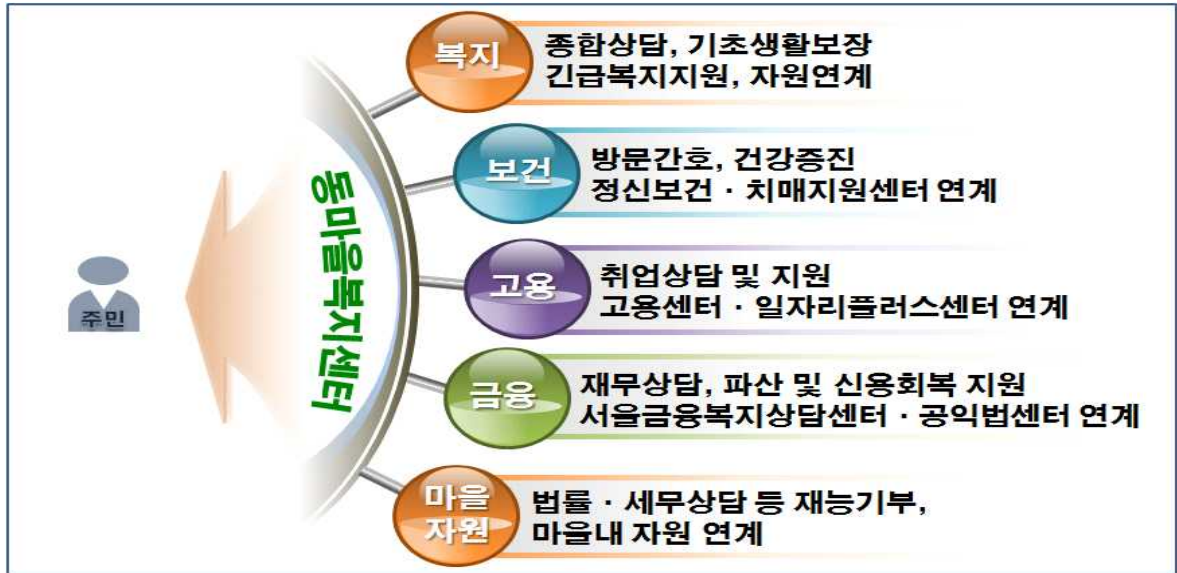 복지
종합상담, 기초생활보장
긴급복지지원, 자원연계
보건
방문간호, 건강증진
정신보건 · 치매지원센터 연계
동마을복지센터
주민
고용
취업상담 및 지원
고용센터 · 일자리플러스센터 연계
금융
재무상담, 파산 및 신용회복 지원
서울금융복지상담센터 · 공익법센터 연계
마을
자원
법률 · 세무상담 등 재능기부,
마을내 자원 연계